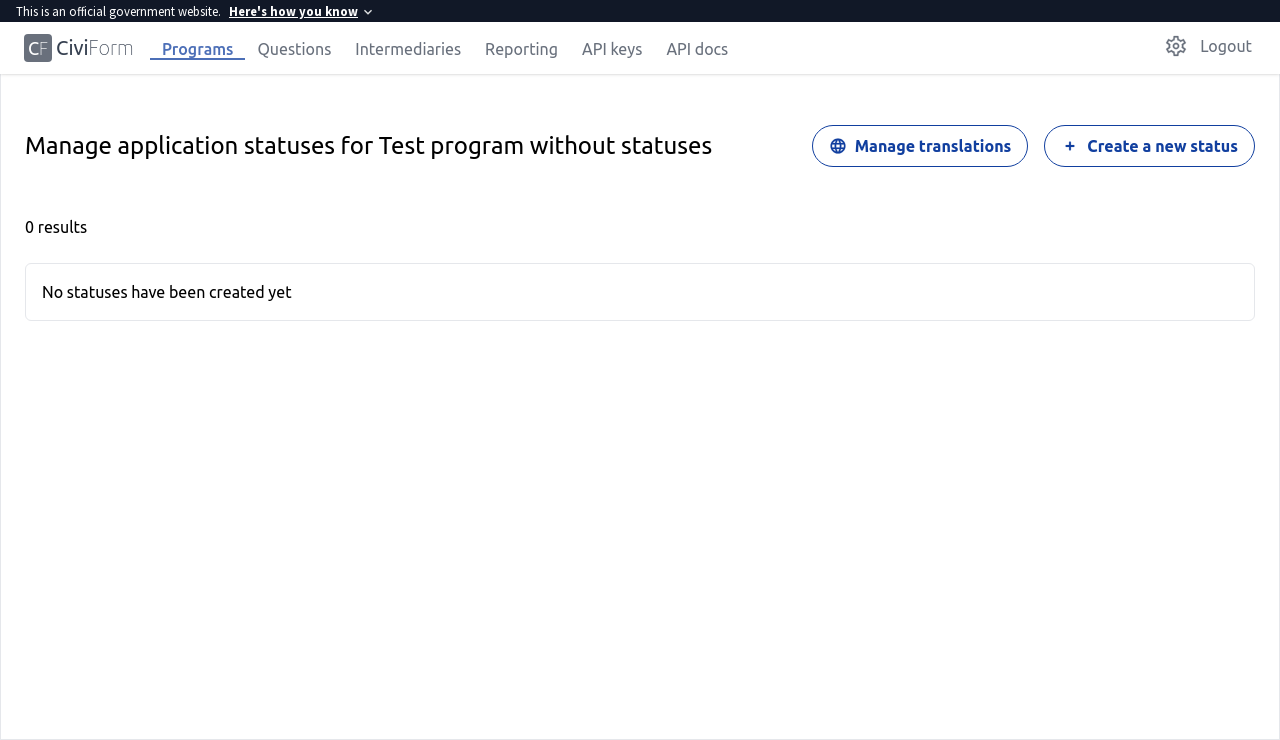 This is an official government website. Here's how you know
CF CiviForm Programs Questions Intermediaries Reporting API keys API docs Logout
Manage application statuses for Test program without statuses Manage translations + Create a new status
0 results
No statuses have been created yet